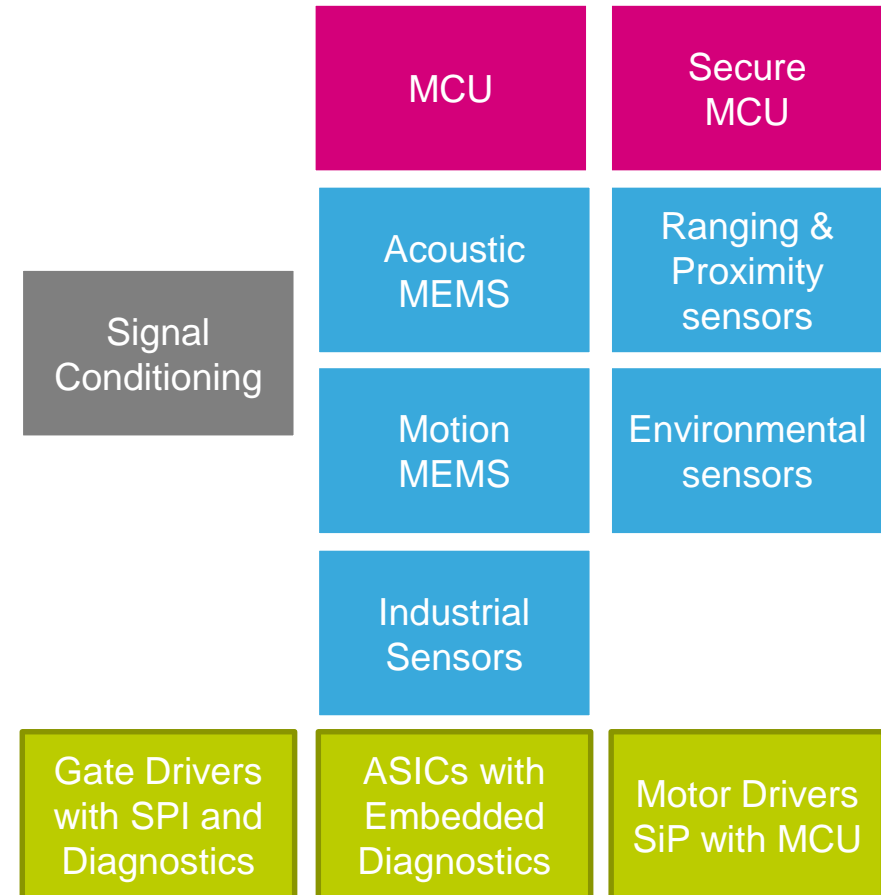 MCU
Secure
MCU
Acoustic
MEMS
Ranging &
Proximity
sensors
Signal
Conditioning
Motion
MEMS
Environmental
sensors
Industrial
Sensors
Gate Drivers
with SPI and
Diagnostics
ASICs with
Embedded
Diagnostics
Motor Drivers
SiP with MCU